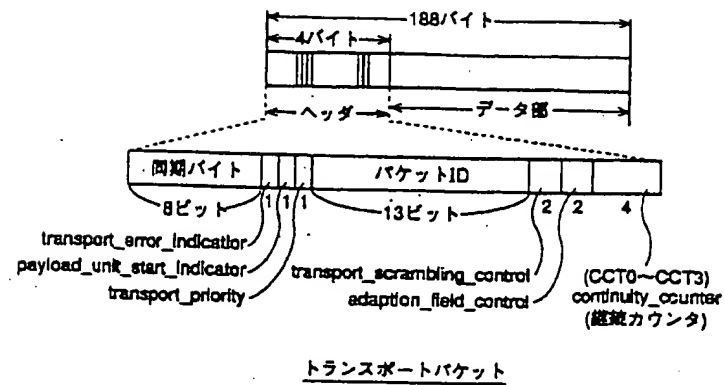 188バイト
4バイト
ヘッダ
データ部
同期バイト
パケットID
8ビット
1
1
1
13ビット
2
2
4
transport_error_indicatior
payload_unit_start_indicator
transport_priority
transport_scrambling_control
adaption_field_control
(CCT0～CCT3)
continuity_counter
(継続カウンタ)
トランスポートパケット